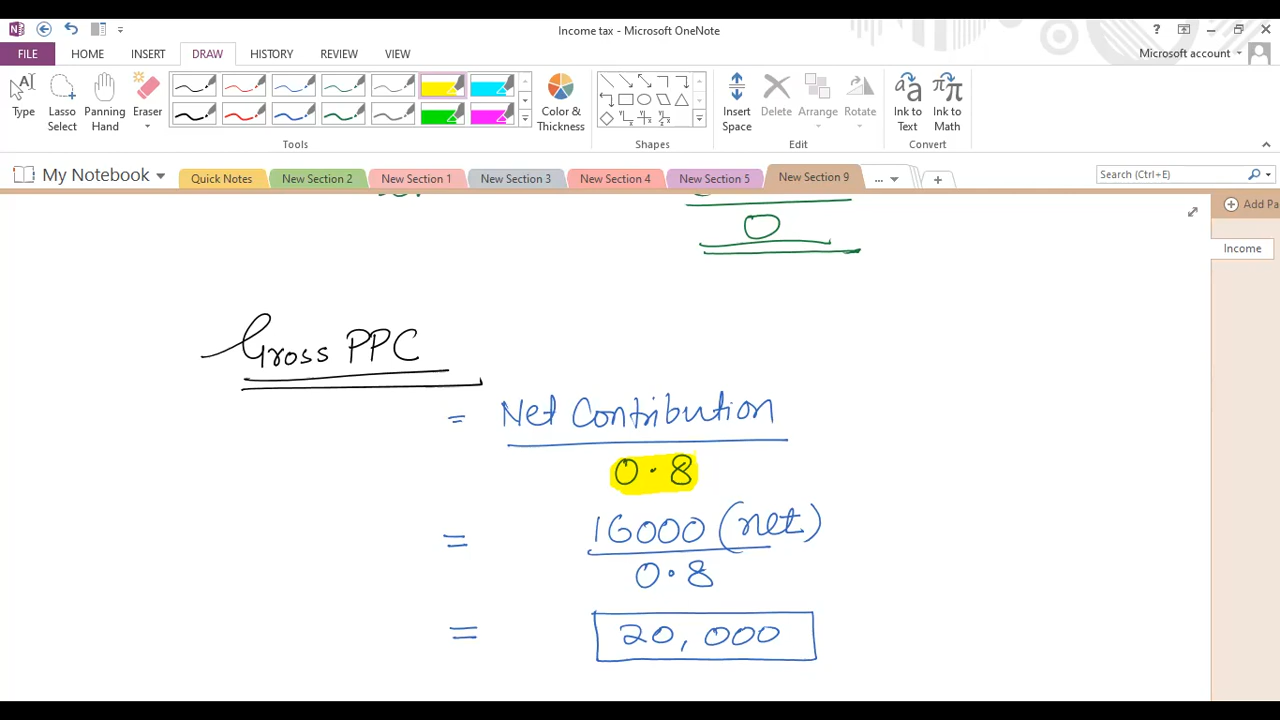 Income tax - Microsoft OneNote
FILE HOME INSERT DRAW HISTORY REVIEW VIEW
Microsoft account
Type
Lasso Select
Panning Hand
Eraser
Color & Thickness
Insert Space
Delete
Arrange
Rotate
Ink to Text
Ink to Math
Tools Shapes Edit Convert
My Notebook Quick Notes New Section 2 New Section 1 New Section 3 New Section 4 New Section 5 New Section 9 ... Search (Ctrl+E)
Add Pa
Income
0
Gross PPC
= Net Contribution
0.8
= 16000 (net)
0.8
= 20,000